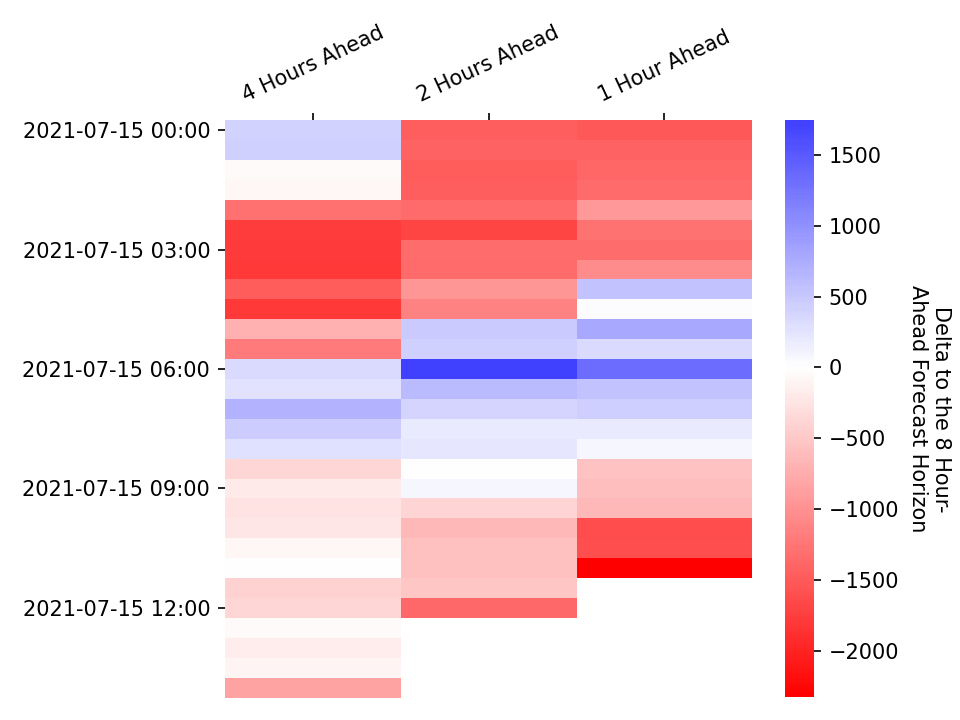 4 Hours Ahead
2 Hours Ahead
1 Hour Ahead
2021-07-15 00:00
2021-07-15 03:00
2021-07-15 06:00
2021-07-15 09:00
2021-07-15 12:00
1500
1000
500
0
−500
−1000
−1500
−2000
Delta to the 8 Hour-
Ahead Forecast Horizon